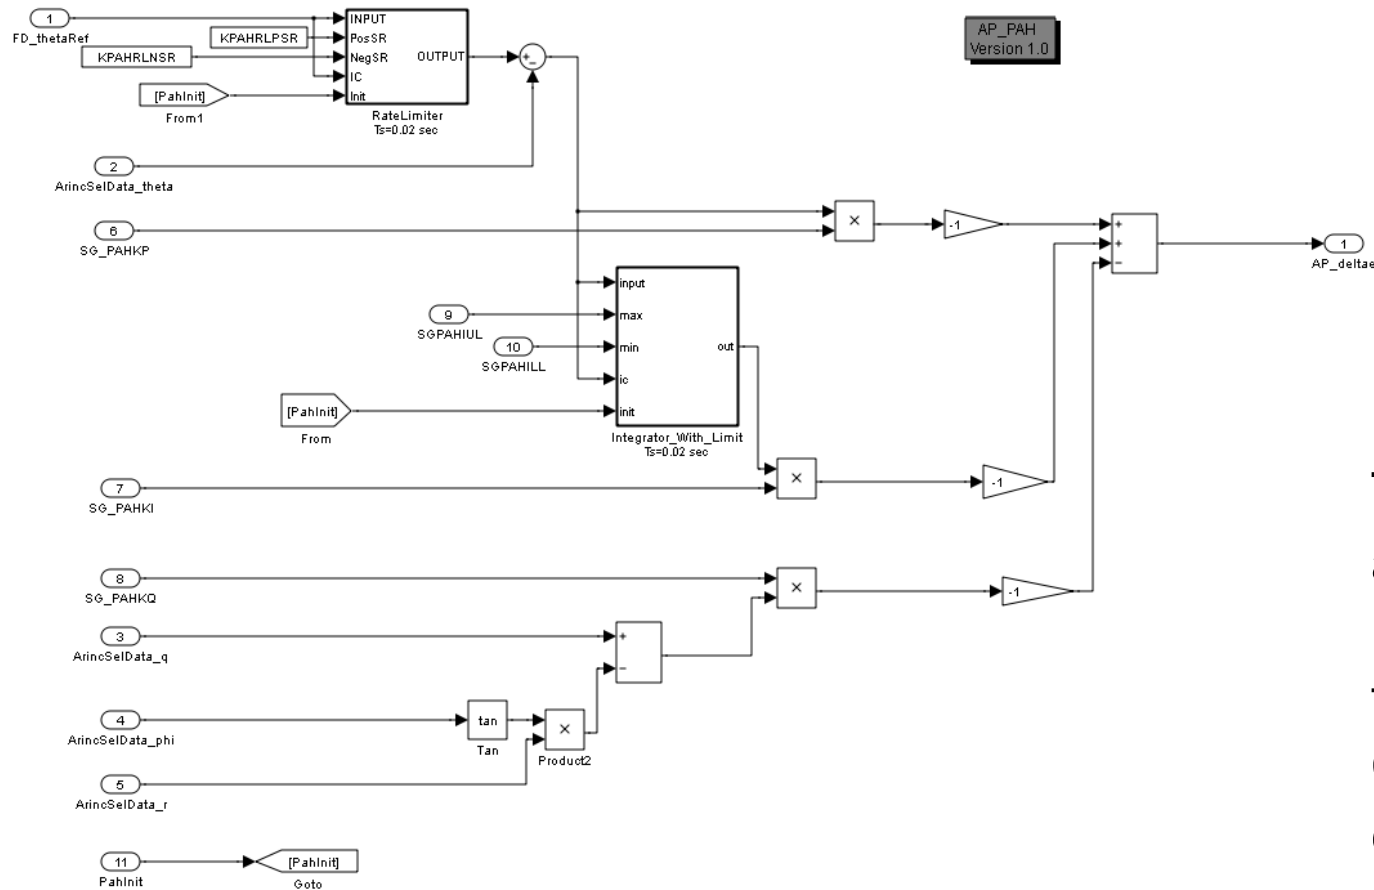 1
FD_thetaRef
KPAHRLPSR
KPAHRLNSR
[PahInit]
From1
INPUT
PosSR
NegSR
IC
Init
OUTPUT
RateLimiter
Ts=0.02 sec
+
−
AP_PAH
Version 1.0
2
ArincSelData_theta
6
SG_PAHKP
×
-1
+
+
−
1
AP_deltae
9
SGPAHIUL
10
SGPAHILL
[PahInit]
From
input
max
min
ic
init
out
Integrator_With_Limit
Ts=0.02 sec
7
SG_PAHKI
×
-1
8
SG_PAHKQ
×
-1
3
ArincSelData_q
+
−
4
ArincSelData_phi
tan
Tan
×
Product2
5
ArincSelData_r
11
PahInit
[PahInit]
Goto